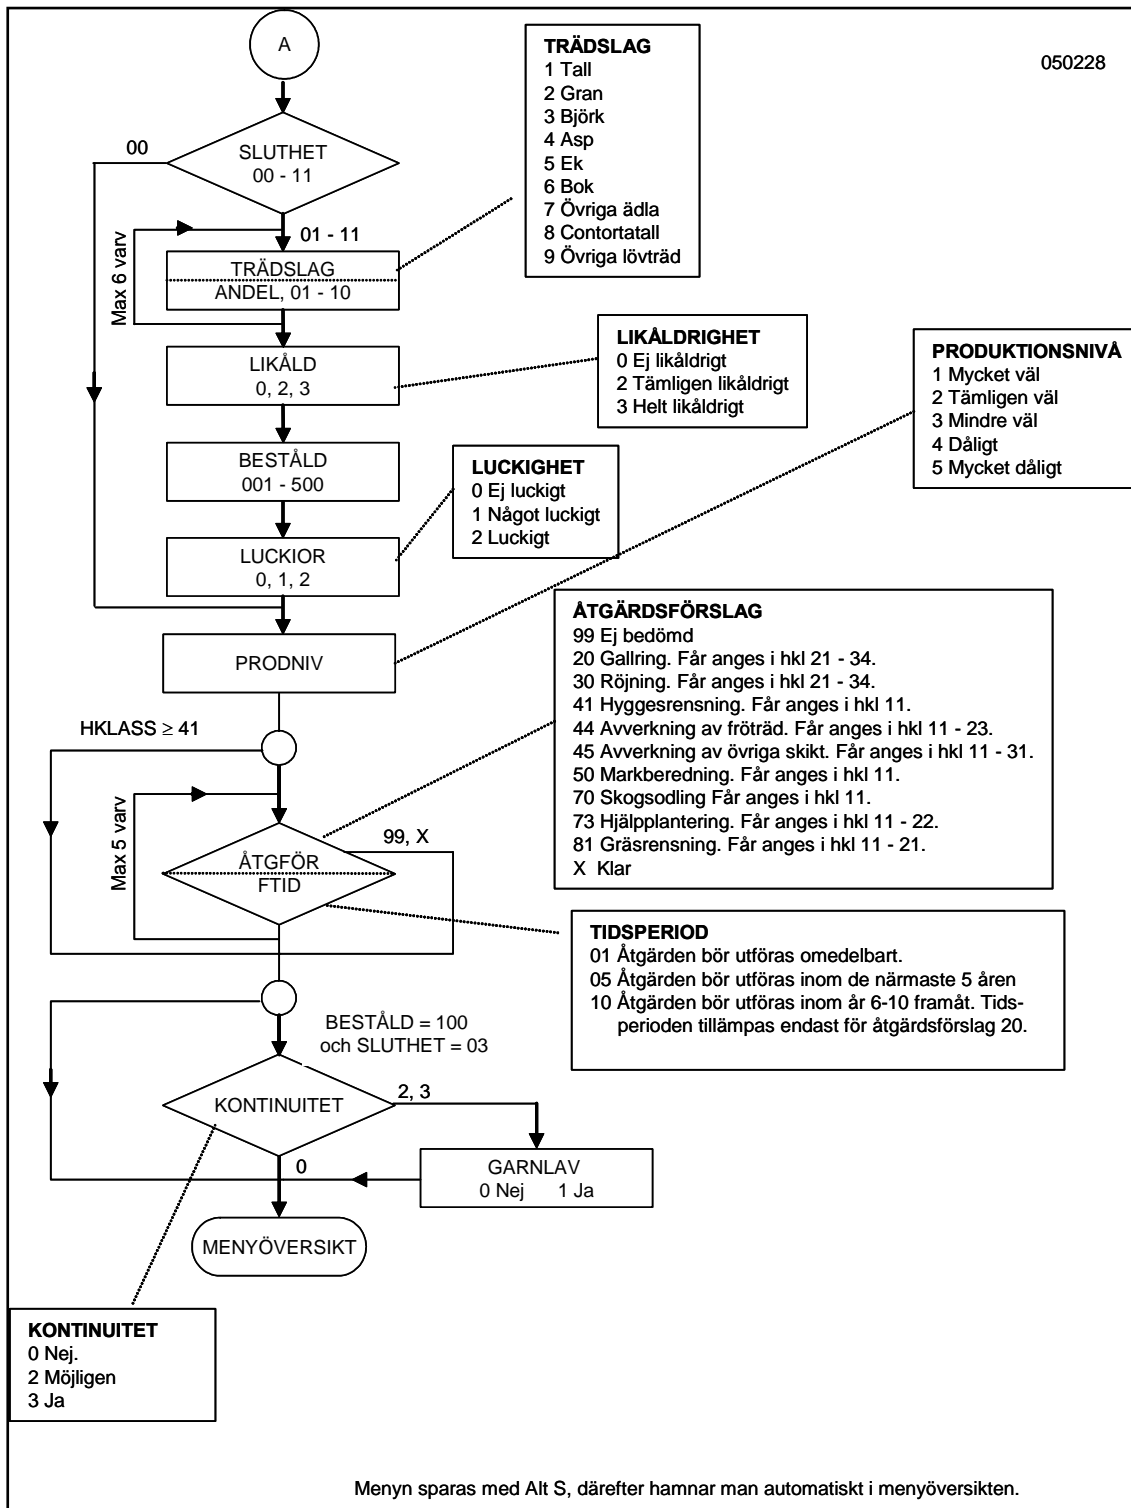 A
050228
TRÄDSLAG
1 Tall
2 Gran
3 Björk
4 Asp
5 Ek
6 Bok
7 Övriga ädla
8 Contortatall
9 Övriga lövträd
00
SLUTHET
00 - 11
01 - 11
Max 6 varv
TRÄDSLAG
ANDEL, 01 - 10
LIKÅLDRIGHET
0 Ej likåldrigt
2 Tämligen likåldrigt
3 Helt likåldrigt
PRODUKTIONSNIVÅ
1 Mycket väl
2 Tämligen väl
3 Mindre väl
4 Dåligt
5 Mycket dåligt
LIKÅLD
0, 2, 3
BESTÅLD
001 - 500
LUCKIGHET
0 Ej luckigt
1 Något luckigt
2 Luckigt
LUCKIOR
0, 1, 2
PRODNIV
ÅTGÄRDSFÖRSLAG
99 Ej bedömd
20 Gallring. Får anges i hkl 21 - 34.
30 Röjning. Får anges i hkl 21 - 34.
41 Hyggesrensning. Får anges i hkl 11.
44 Avverkning av fröträd. Får anges i hkl 11 - 23.
45 Avverkning av övriga skikt. Får anges i hkl 11 - 31.
50 Markberedning. Får anges i hkl 11.
70 Skogsodling Får anges i hkl 11.
73 Hjälpplantering. Får anges i hkl 11 - 22.
81 Gräsrensning. Får anges i hkl 11 - 21.
X Klar
HKLASS ≥ 41
Max 5 varv
99, X
ÅTGFÖR
FTID
TIDSPERIOD
01 Åtgärden bör utföras omedelbart.
05 Åtgärden bör utföras inom de närmaste 5 åren
10 Åtgärden bör utföras inom år 6-10 framåt. Tids-
perioden tillämpas endast för åtgärdsförslag 20.
BESTÅLD = 100
och SLUTHET = 03
KONTINUITET
2, 3
0
GARNLAV
0 Nej 1 Ja
MENYÖVERSIKT
KONTINUITET
0 Nej.
2 Möjligen
3 Ja
Menyn sparas med Alt S, därefter hamnar man automatiskt i menyöversikten.